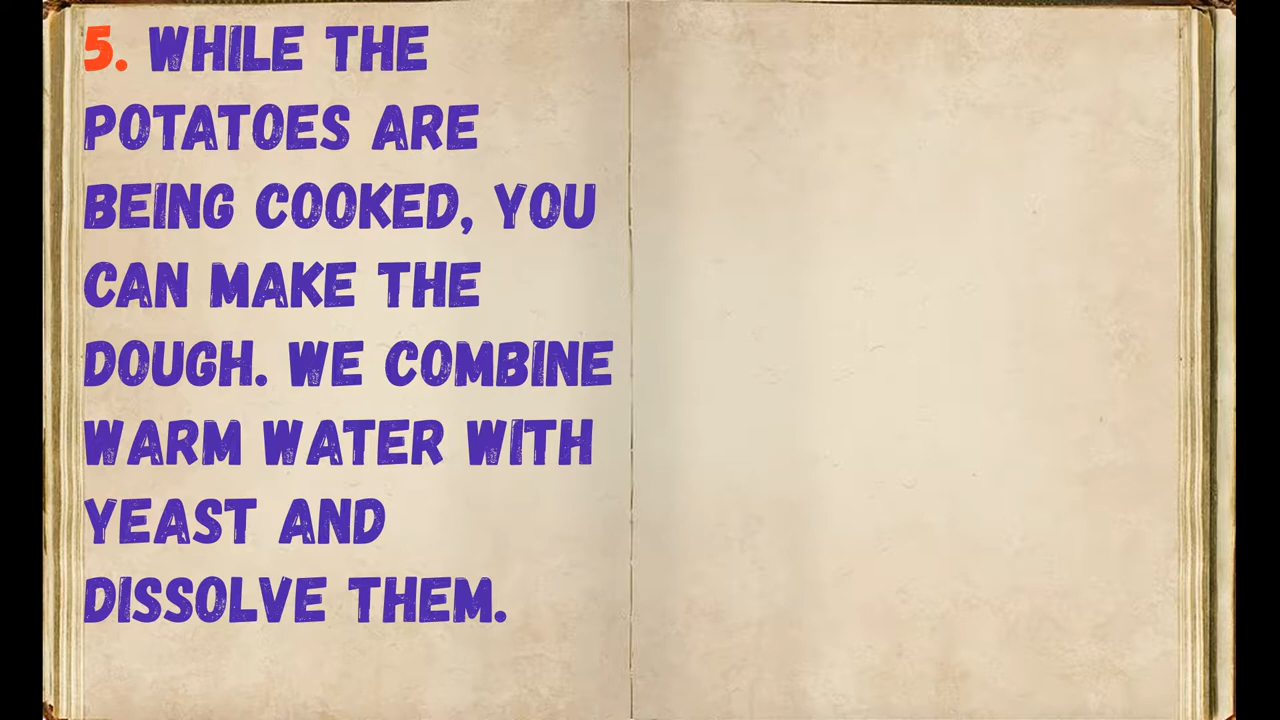 5. WHILE THE
POTATOES ARE
BEING COOKED, YOU
CAN MAKE THE
DOUGH. WE COMBINE
WARM WATER WITH
YEAST AND
DISSOLVE THEM.